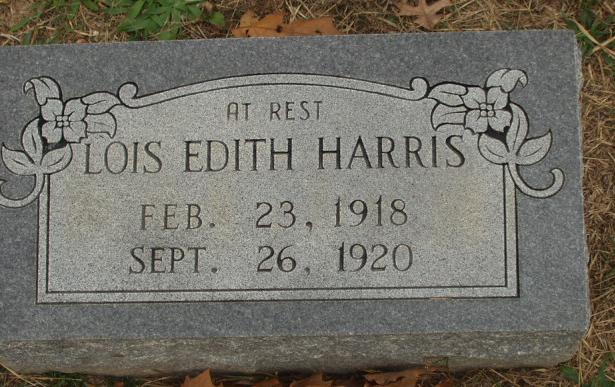 AT REST
LOIS EDITH HARRIS
FEB. 23, 1918
SEPT. 26, 1920